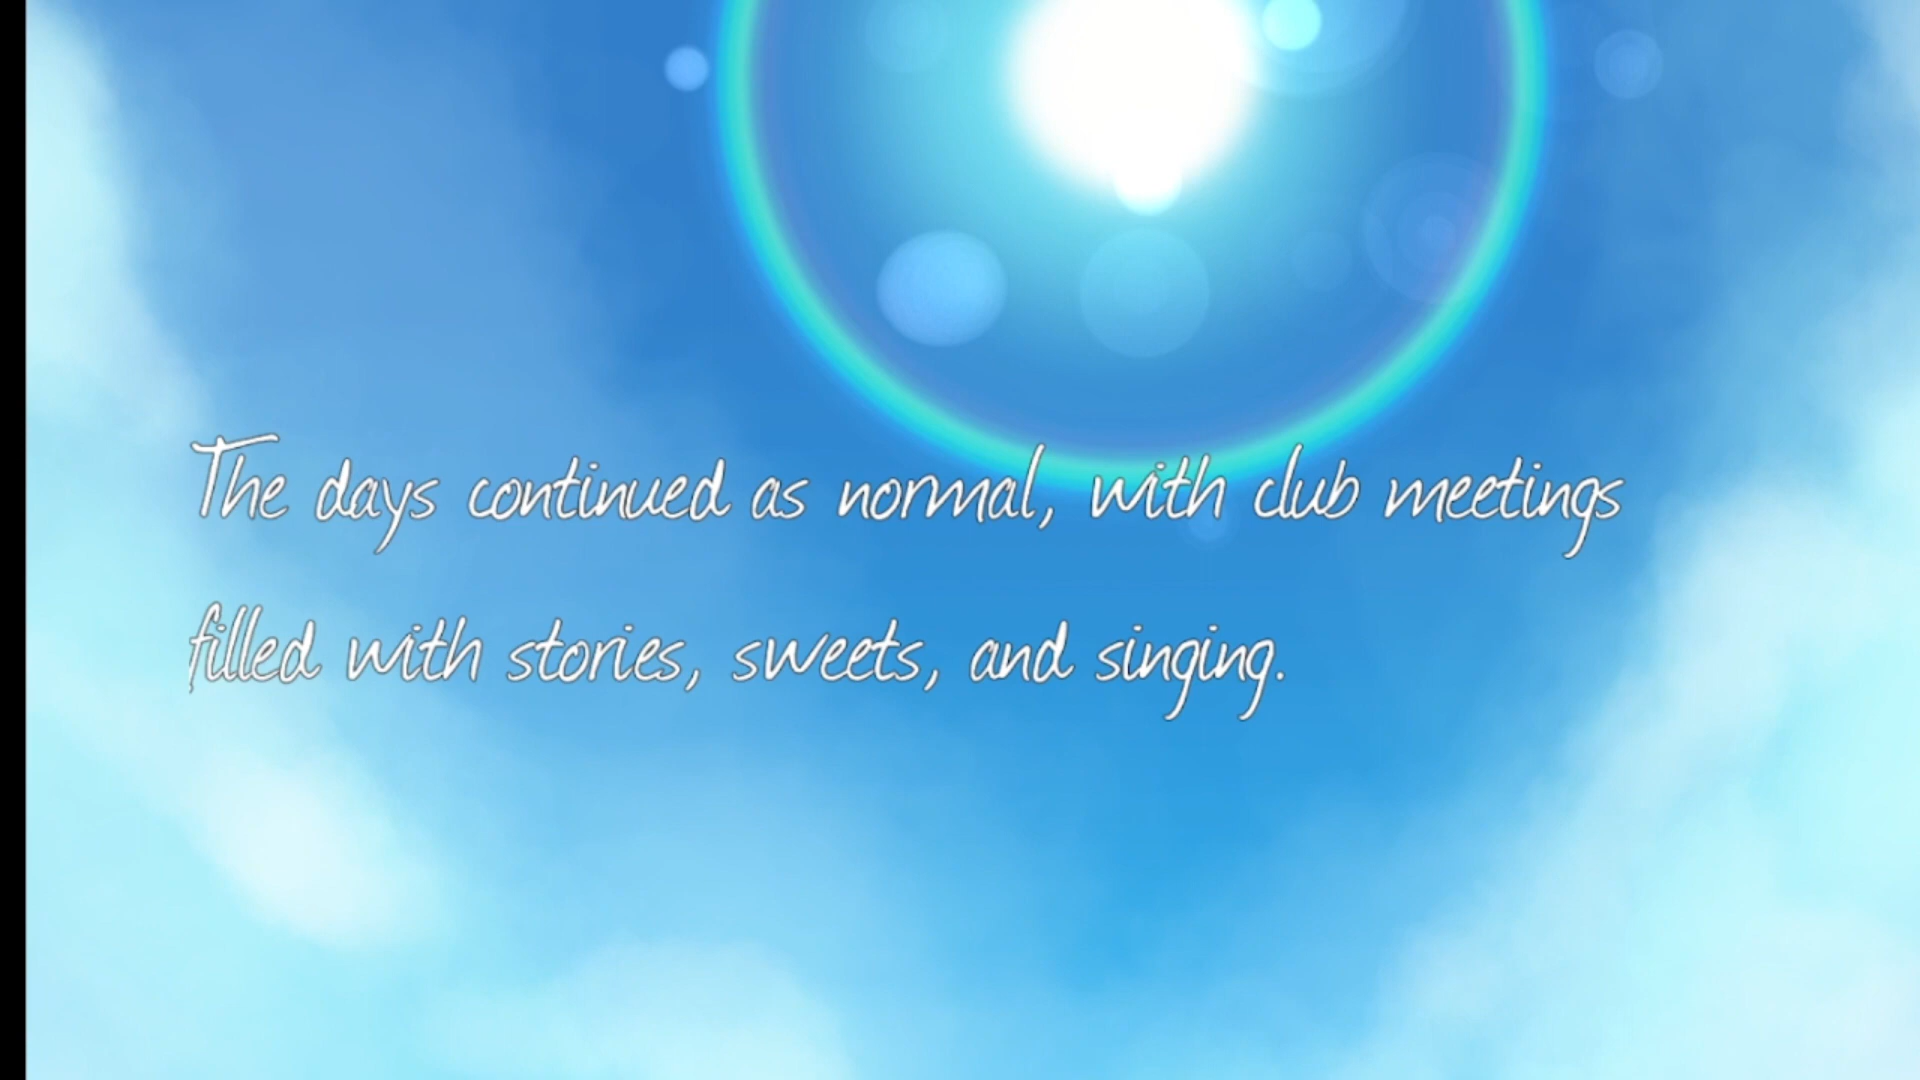 The days continued as normal, with club meetings
filled with stories, sweets, and singing.